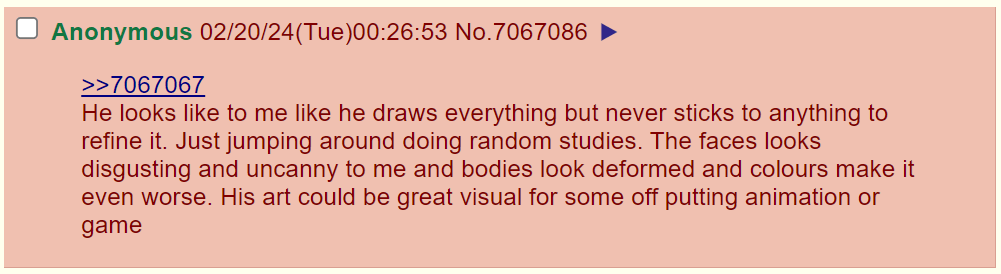 Anonymous 02/20/24(Tue)00:26:53 No.7067086 ▶
>>7067067
He looks like to me like he draws everything but never sticks to anything to
refine it. Just jumping around doing random studies. The faces looks
disgusting and uncanny to me and bodies look deformed and colours make it
even worse. His art could be great visual for some off putting animation or
game